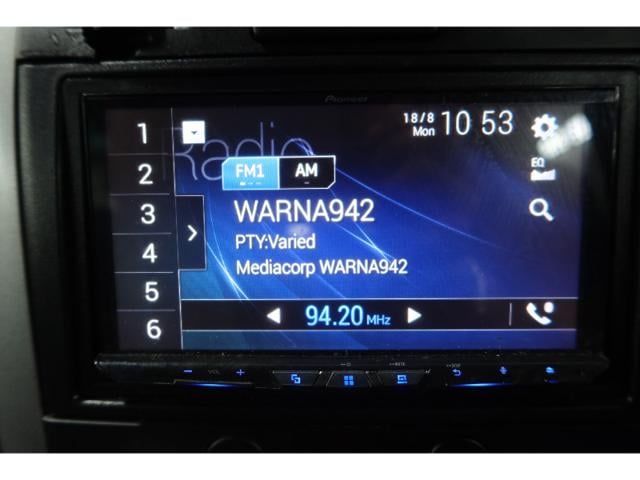 Pioneer
18/8
Mon
10 53
Radio
FM1 AM
EQ
WARNA942
PTY:Varied
Mediacorp WARNA942
94.20 MHz
1
2
3
4
5
6
- VOL +